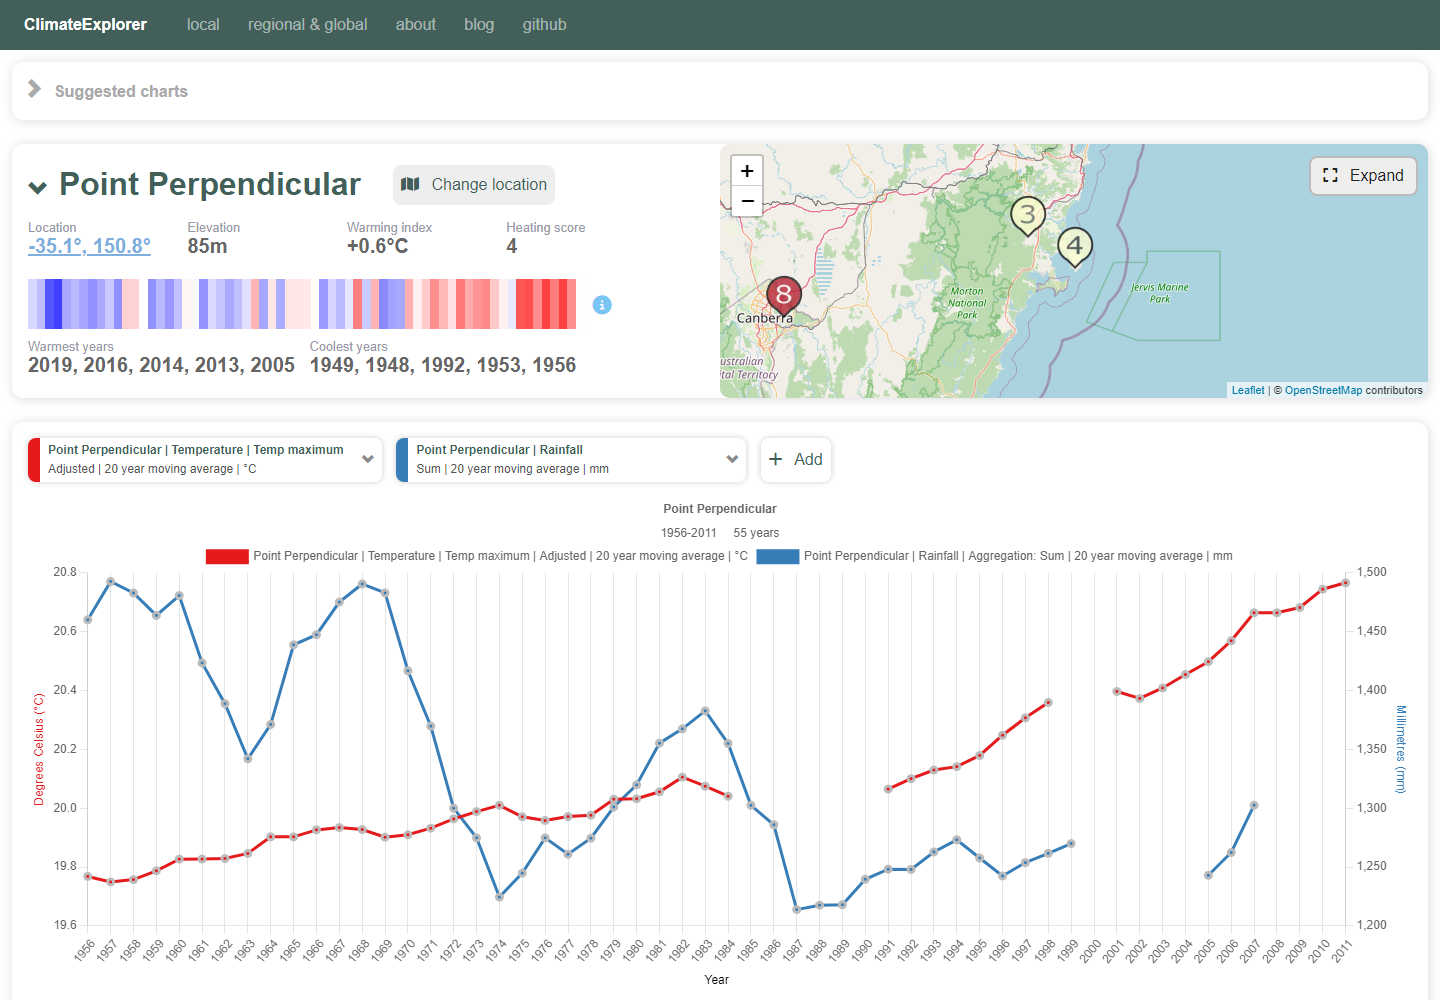 ClimateExplorer local regional & global about blog github
Suggested charts
Point Perpendicular Change location
Location Elevation Warming index Heating score
-35.1°, 150.8° 85m +0.6°C 4
Warmest years Coolest years
2019, 2016, 2014, 2013, 2005 1949, 1948, 1992, 1953, 1956
+
−
Expand
3
4
8
Canberra
Morton
National
Park
Jervis Marine
Park
ustralian
tal Territory
Leaflet | © OpenStreetMap contributors
Point Perpendicular | Temperature | Temp maximum
Adjusted | 20 year moving average | °C
Point Perpendicular | Rainfall
Sum | 20 year moving average | mm
+ Add
Point Perpendicular
1956-2011 55 years
Point Perpendicular | Temperature | Temp maximum | Adjusted | 20 year moving average | °C Point Perpendicular | Rainfall | Aggregation: Sum | 20 year moving average | mm
20.8 1,500
20.6 1,450
20.4 1,400
20.2 1,350
20.0 1,300
19.8 1,250
19.6 1,200
Degrees Celsius (°C)
Millimetres (mm)
1956 1957 1958 1959 1960 1961 1962 1963 1964 1965 1966 1967 1968 1969 1970 1971 1972 1973 1974 1975 1976 1977 1978 1979 1980 1981 1982 1983 1984 1985 1986 1987 1988 1989 1990 1991 1992 1993 1994 1995 1996 1997 1998 1999 2000 2001 2002 2003 2004 2005 2006 2007 2008 2009 2010 2011
Year